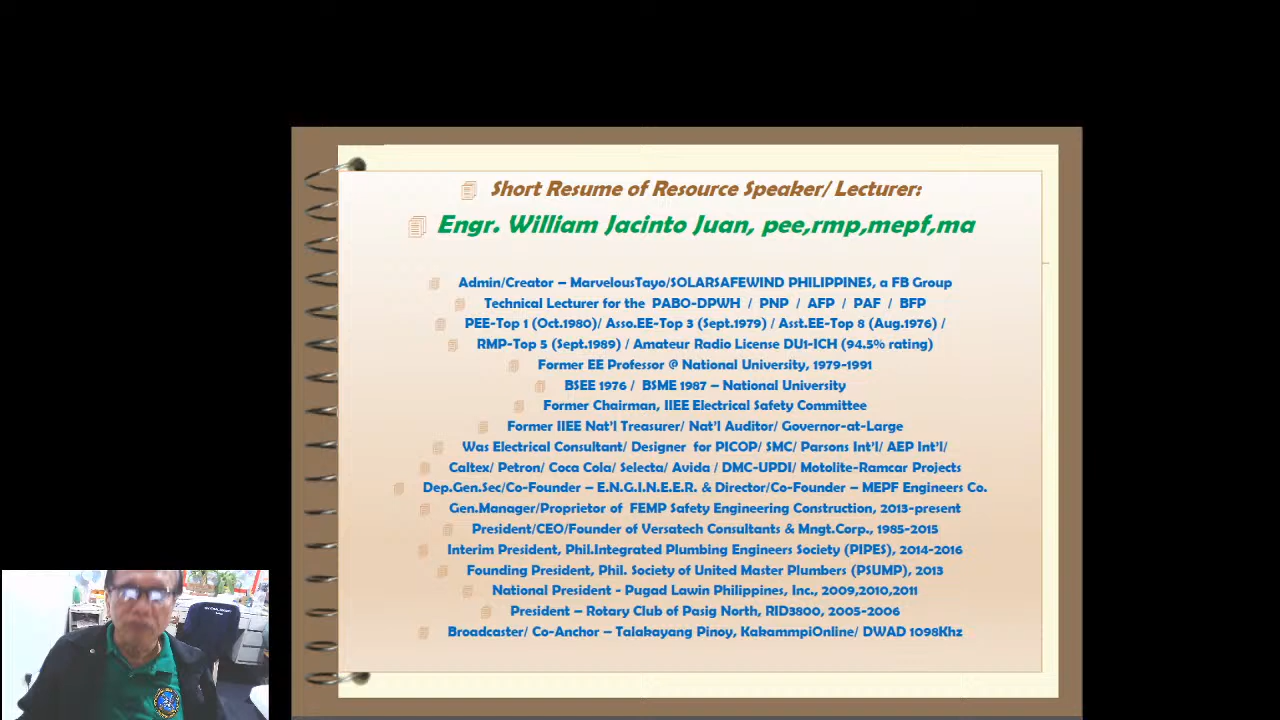 Short Resume of Resource Speaker/ Lecturer:
Engr. William Jacinto Juan, pee,rmp,mepf,ma
Admin/Creator – MarvelousTayo/SOLARSAFEWIND PHILIPPINES, a FB Group
Technical Lecturer for the PABO-DPWH / PNP / AFP / PAF / BFP
PEE-Top 1 (Oct.1980)/ Asso.EE-Top 3 (Sept.1979) / Asst.EE-Top 8 (Aug.1976) /
RMP-Top 5 (Sept.1989) / Amateur Radio License DU1-ICH (94.5% rating)
Former EE Professor @ National University, 1979-1991
BSEE 1976 / BSME 1987 – National University
Former Chairman, IIEE Electrical Safety Committee
Former IIEE Nat'l Treasurer/ Nat'l Auditor/ Governor-at-Large
Was Electrical Consultant/ Designer for PICOP/ SMC/ Parsons Int'l/ AEP Int'l/
Caltex/ Petron/ Coca Cola/ Selecta/ Avida / DMC-UPDI/ Motolite-Ramcar Projects
Dep.Gen.Sec/Co-Founder – E.N.G.I.N.E.E.R. & Director/Co-Founder – MEPF Engineers Co.
Gen.Manager/Proprietor of FEMP Safety Engineering Construction, 2013-present
President/CEO/Founder of Versatech Consultants & Mngt.Corp., 1985-2015
Interim President, Phil.Integrated Plumbing Engineers Society (PIPES), 2014-2016
Founding President, Phil. Society of United Master Plumbers (PSUMP), 2013
National President - Pugad Lawin Philippines, Inc., 2009,2010,2011
President – Rotary Club of Pasig North, RID3800, 2005-2006
Broadcaster/ Co-Anchor – Talakayang Pinoy, KakammpiOnline/ DWAD 1098Khz